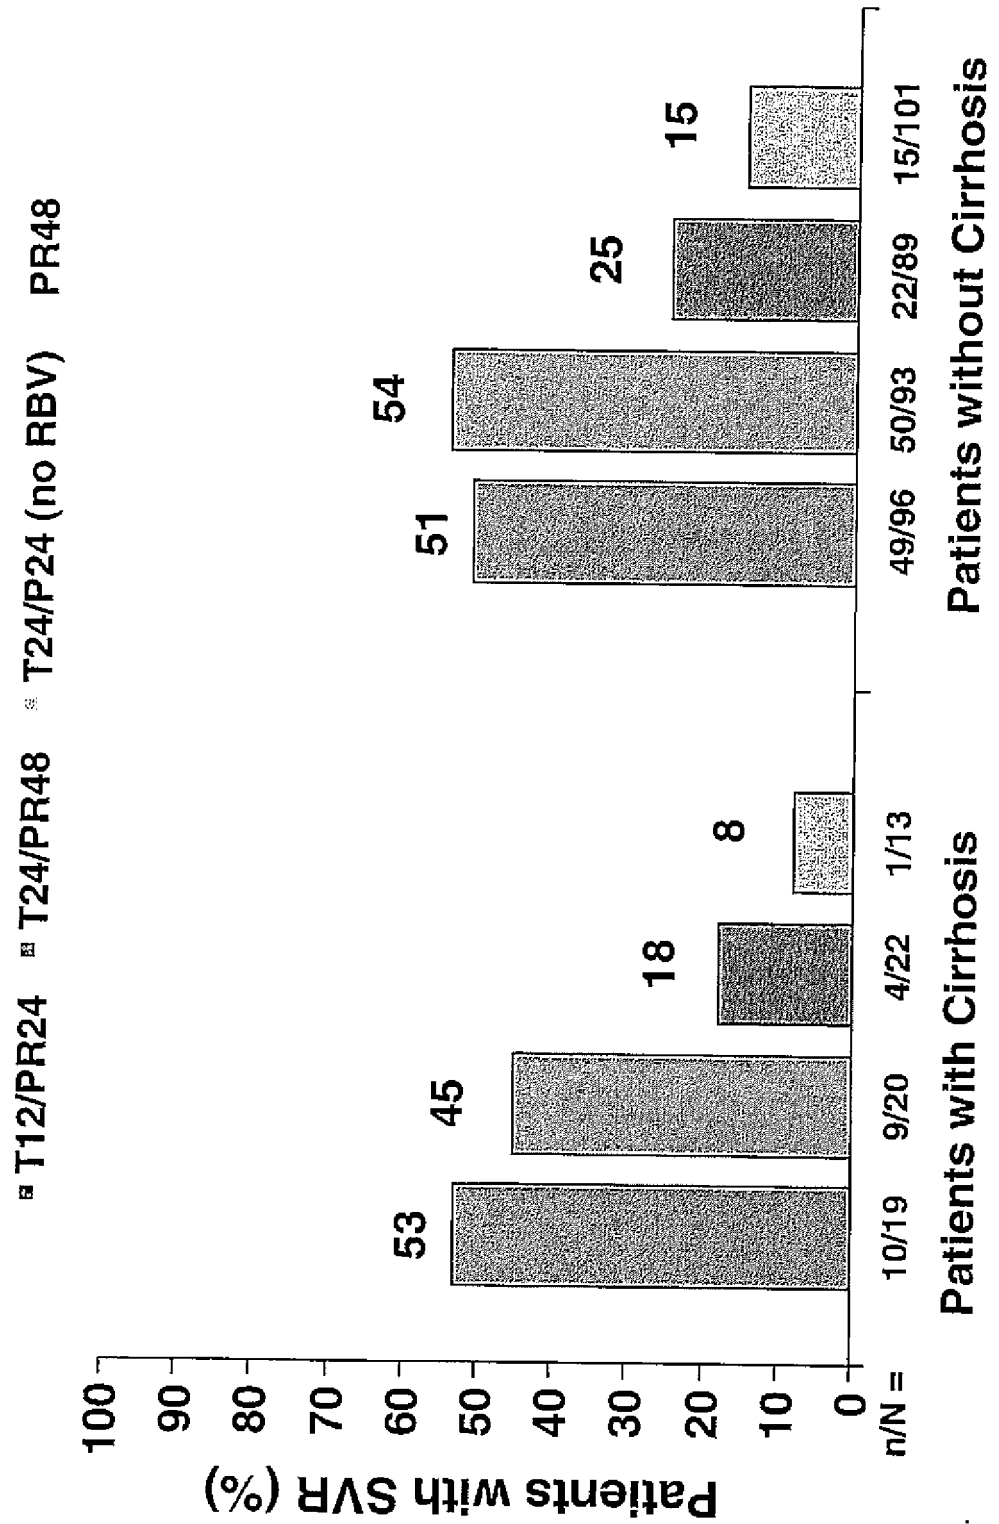 T12/PR24 T24/PR48 T24/P24 (no RBV) PR48
Patients with SVR (%)
100
90
80
70
60
50
40
30
20
10
0
53 45 18 8 51 54 25 15
n/N = 10/19 9/20 4/22 1/13 49/96 50/93 22/89 15/101
Patients with Cirrhosis Patients without Cirrhosis